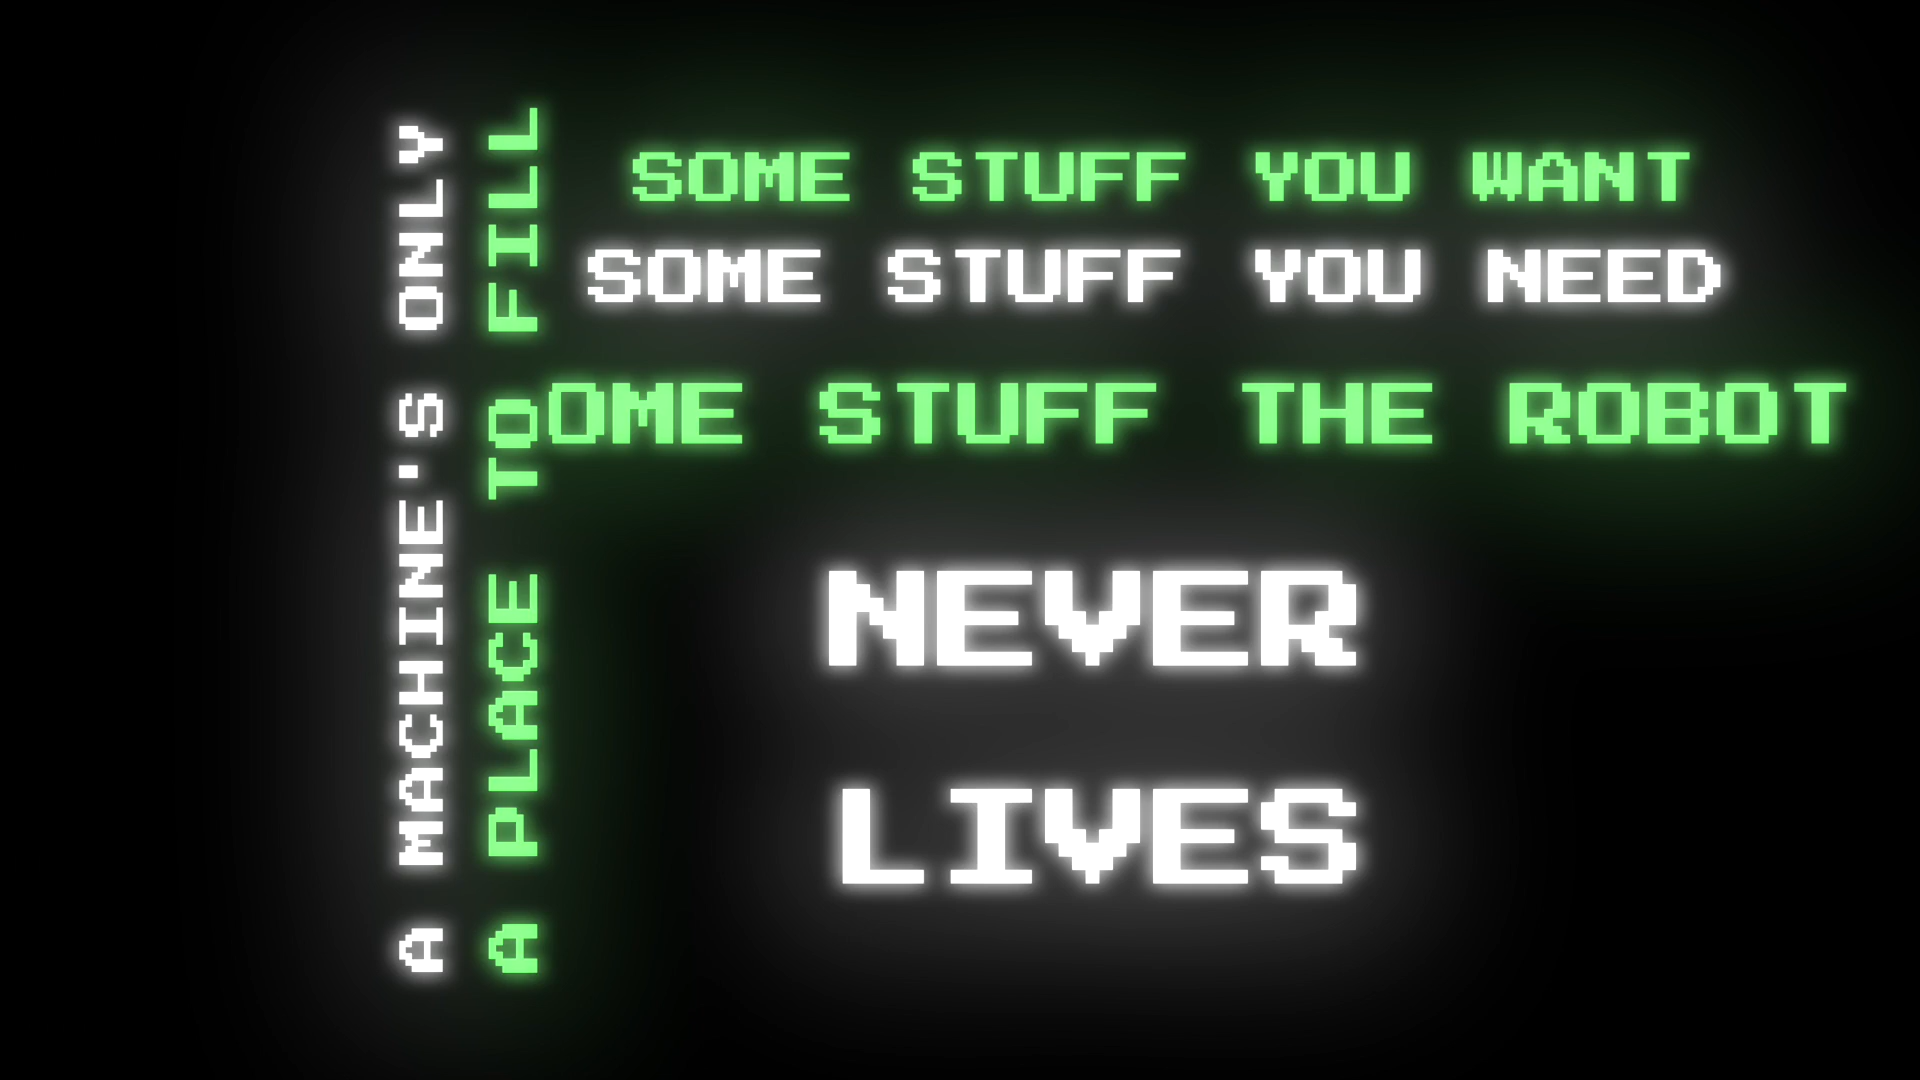 A MACHINE'S ONLY
A PLACE TO FILL
SOME STUFF YOU WANT
SOME STUFF YOU NEED
OME STUFF THE ROBOT
NEVER
LIVES